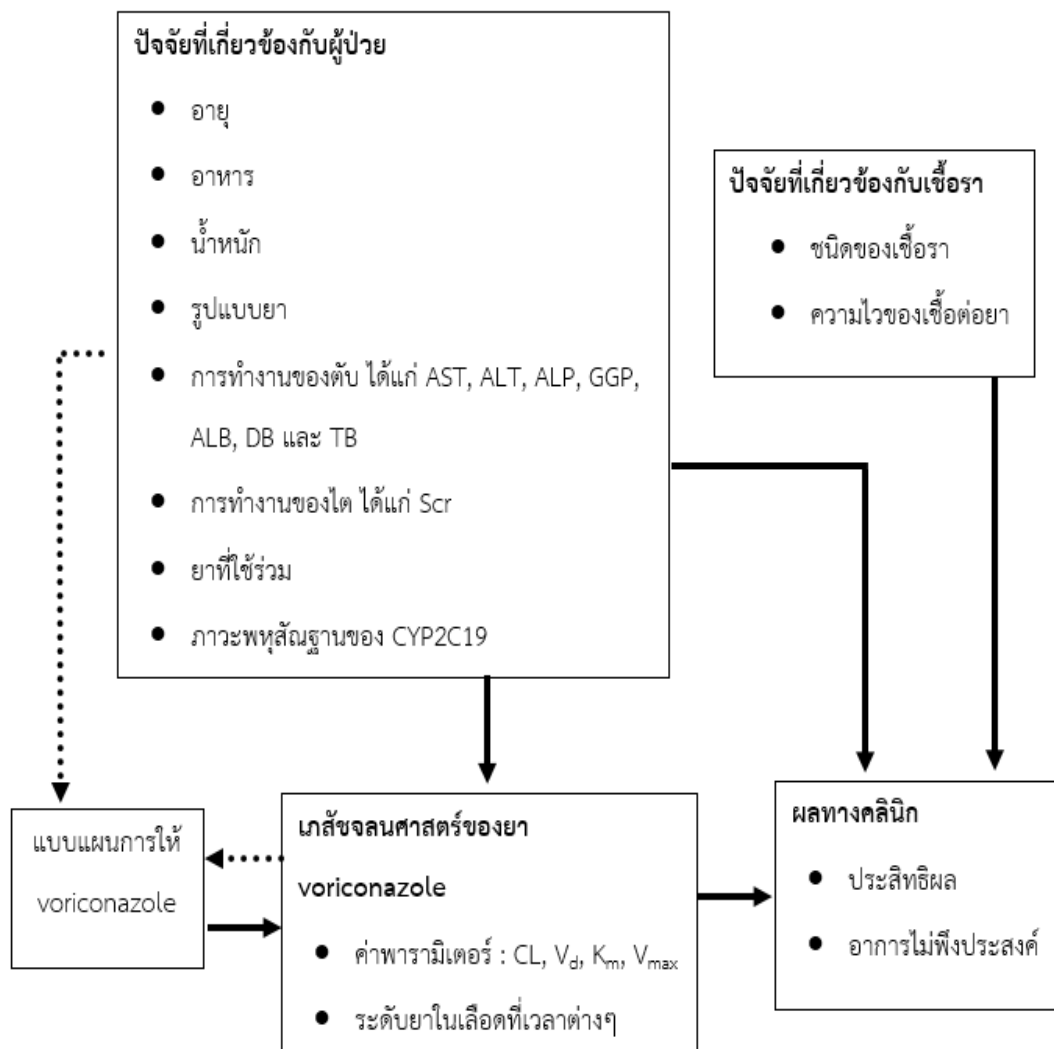 ปัจจัยที่เกี่ยวข้องกับผู้ป่วย
● อายุ
● อาหาร
● น้ำหนัก
● รูปแบบยา
● การทำงานของตับ ได้แก่ AST, ALT, ALP, GGP,
ALB, DB และ TB
● การทำงานของไต ได้แก่ Scr
● ยาที่ใช้ร่วม
● ภาวะพหุสัณฐานของ CYP2C19
ปัจจัยที่เกี่ยวข้องกับเชื้อรา
● ชนิดของเชื้อรา
● ความไวของเชื้อต่อยา
แบบแผนการให้
voriconazole
เภสัชจลนศาสตร์ของยา
voriconazole
● ค่าพารามิเตอร์ : CL, Vd, Km, Vmax
● ระดับยาในเลือดที่เวลาต่างๆ
ผลทางคลินิก
● ประสิทธิผล
● อาการไม่พึงประสงค์